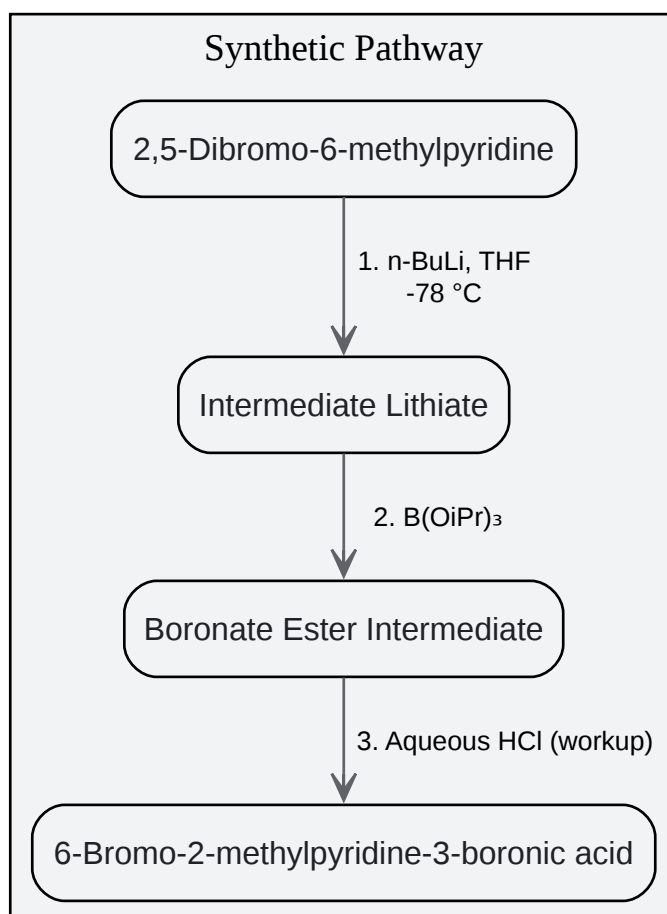 Synthetic Pathway
2,5-Dibromo-6-methylpyridine
1. n-BuLi, THF
-78 °C
Intermediate Lithiate
2. B(OiPr)₃
Boronate Ester Intermediate
3. Aqueous HCl (workup)
6-Bromo-2-methylpyridine-3-boronic acid